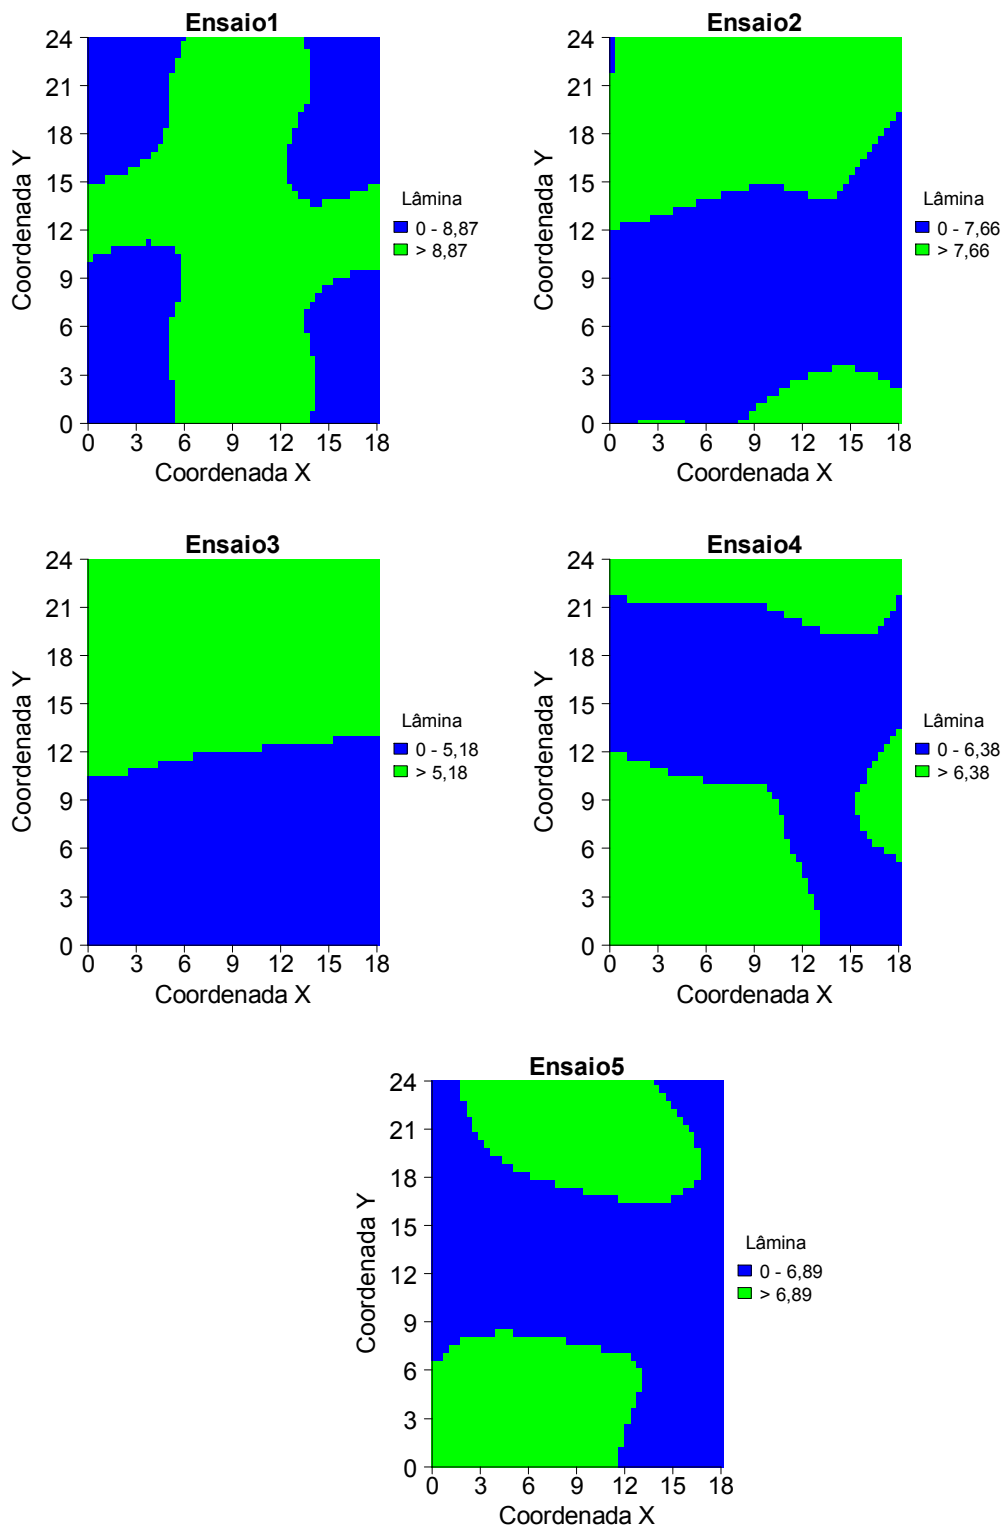 Ensaio1
24
21
18
15
12
9
6
3
0
Coordenada Y
0 3 6 9 12 15 18
Coordenada X
Lâmina
0 - 8,87
> 8,87
Ensaio2
24
21
18
15
12
9
6
3
0
Coordenada Y
0 3 6 9 12 15 18
Coordenada X
Lâmina
0 - 7,66
> 7,66
Ensaio3
24
21
18
15
12
9
6
3
0
Coordenada Y
0 3 6 9 12 15 18
Coordenada X
Lâmina
0 - 5,18
> 5,18
Ensaio4
24
21
18
15
12
9
6
3
0
Coordenada Y
0 3 6 9 12 15 18
Coordenada X
Lâmina
0 - 6,38
> 6,38
Ensaio5
24
21
18
15
12
9
6
3
0
Coordenada Y
0 3 6 9 12 15 18
Coordenada X
Lâmina
0 - 6,89
> 6,89